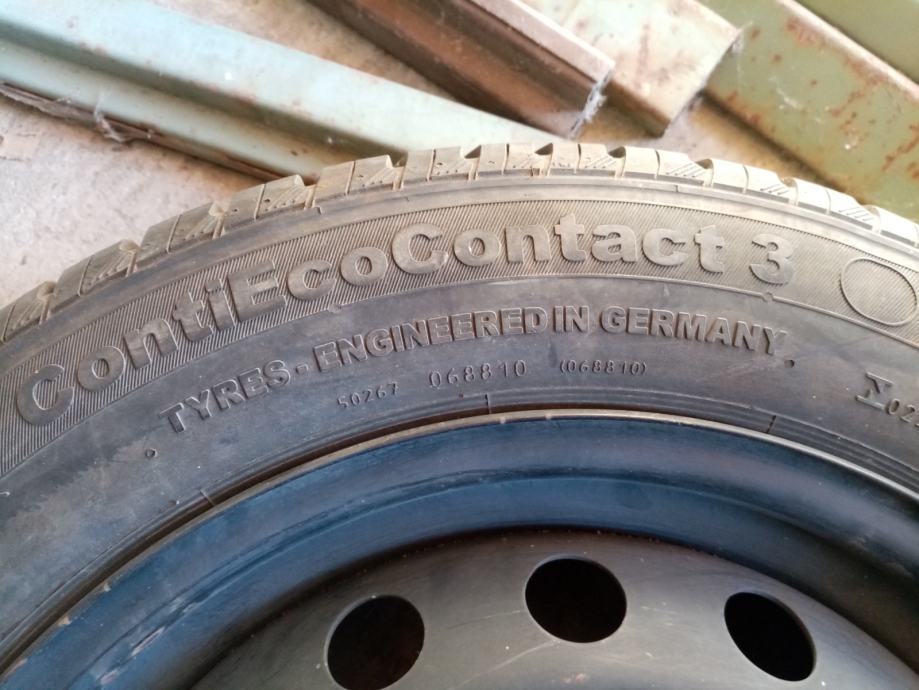 ContiEcoContact 3
TYRES - ENGINEERED IN GERMANY.
50267 068810 (068810)